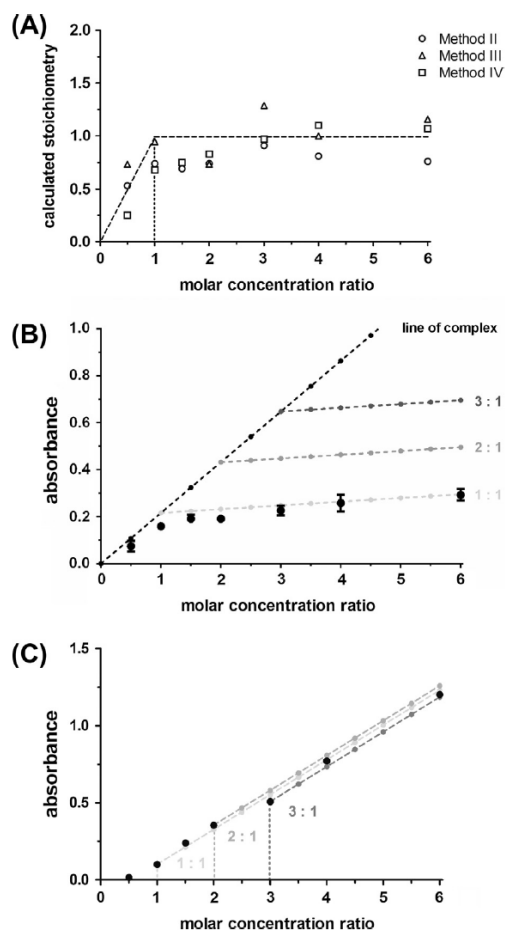 (A)
2.0
1.5
1.0
0.5
0.0
calculated stoichiometry
Method II
Method III
Method IV
0 1 2 3 4 5 6
molar concentration ratio
(B)
1.0
0.8
0.6
0.4
0.2
0.0
absorbance
line of complex
3 : 1
2 : 1
1 : 1
0 1 2 3 4 5 6
molar concentration ratio
(C)
1.5
1.0
0.5
0.0
absorbance
3 : 1
2 : 1
1 : 1
0 1 2 3 4 5 6
molar concentration ratio